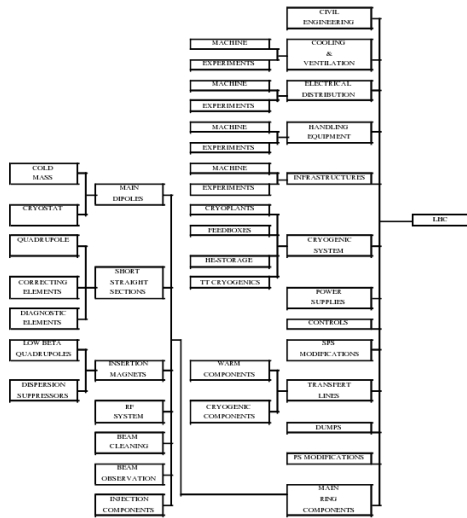 CIVIL
ENGINEERING
MACHINE
EXPERIMENTS
COOLING
&
VENTILATION
MACHINE
EXPERIMENTS
ELECTRICAL
DISTRIBUTION
MACHINE
EXPERIMENTS
HANDLING
EQUIPMENT
MACHINE
EXPERIMENTS
INFRASTRUCTURES
COLD
MASS
CRYOSTAT
MAIN
DIPOLES
CRYOPLANTS
FEEDBOXES
HE-STORAGE
TT CRYOGENICS
CRYOGENIC
SYSTEM
LHC
QUADRUPOLE
CORRECTING
ELEMENTS
DIAGNOSTIC
ELEMENTS
SHORT
STRAIGHT
SECTIONS
POWER
SUPPLIES
CONTROLS
SPS
MODIFICATIONS
LOW BETA
QUADRUPOLES
DISPERSION
SUPPRESSORS
INSERTION
MAGNETS
WARM
COMPONENTS
CRYOGENIC
COMPONENTS
TRANSFERT
LINES
RF
SYSTEM
BEAM
CLEANING
DUMPS
BEAM
OBSERVATION
PS MODIFICATIONS
INJECTION
COMPONENTS
MAIN
RING
COMPONENTS